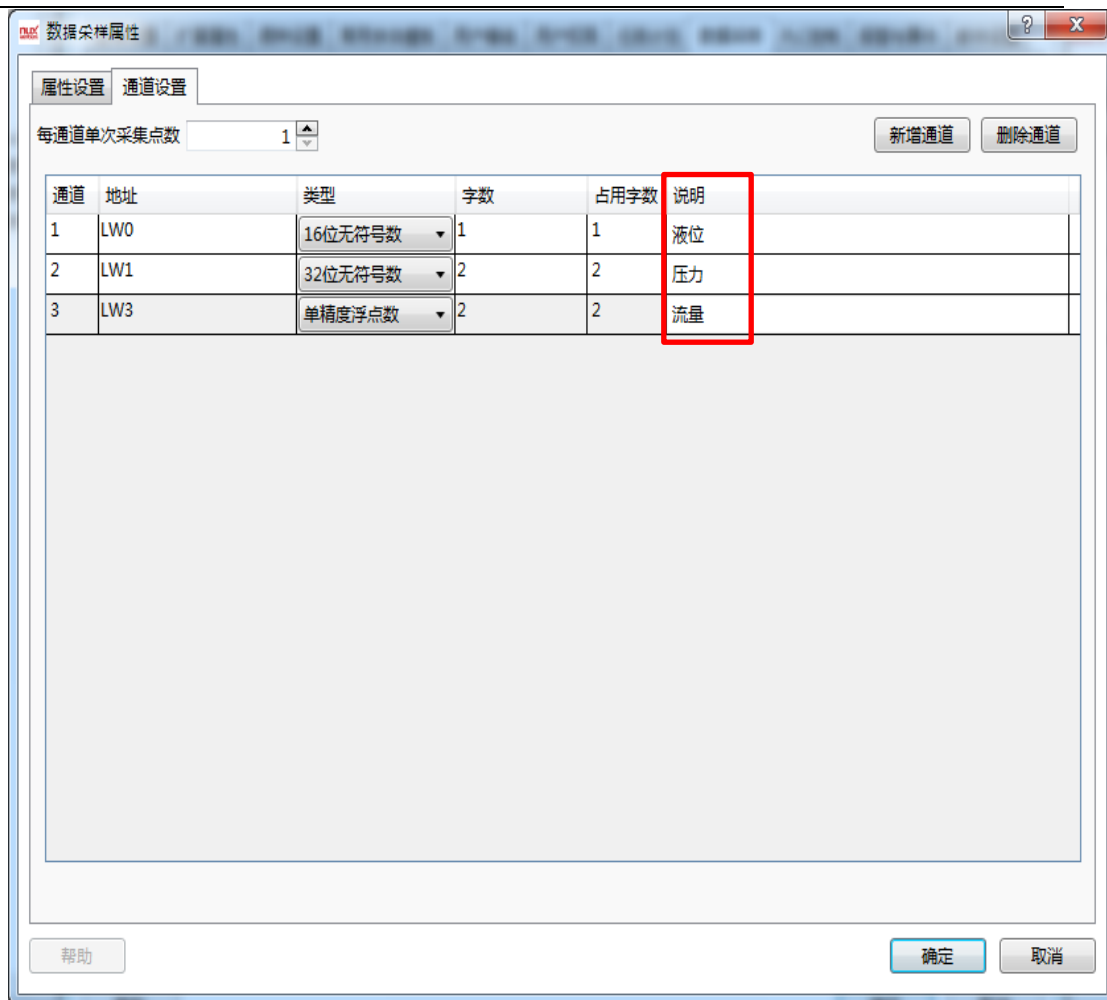 数据采样属性
属性设置 通道设置
每通道单次采集点数 1 新增通道 删除通道
通道 地址 类型 字数 占用字数 说明
1 LW0 16位无符号数 1 1 液位
2 LW1 32位无符号数 2 2 压力
3 LW3 单精度浮点数 2 2 流量
帮助 确定 取消